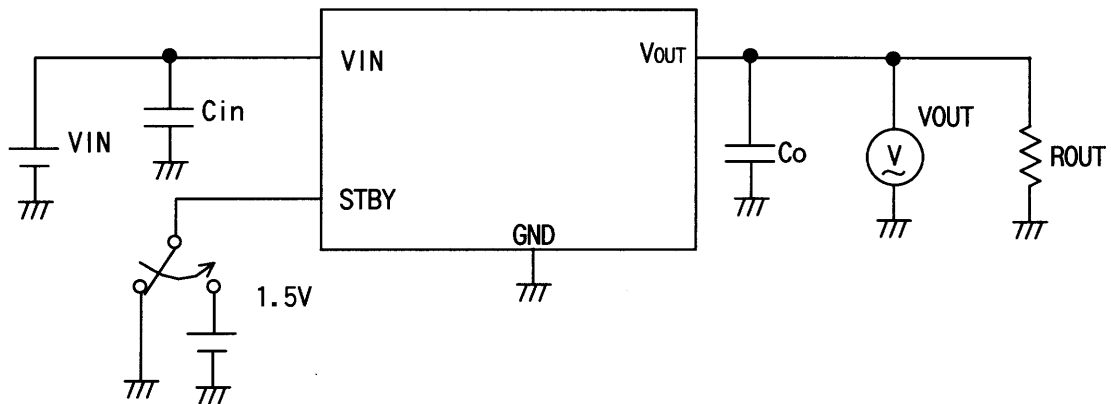 VIN
VOUT
Cin
VIN
VOUT
V
Co
ROUT
STBY
GND
1.5V